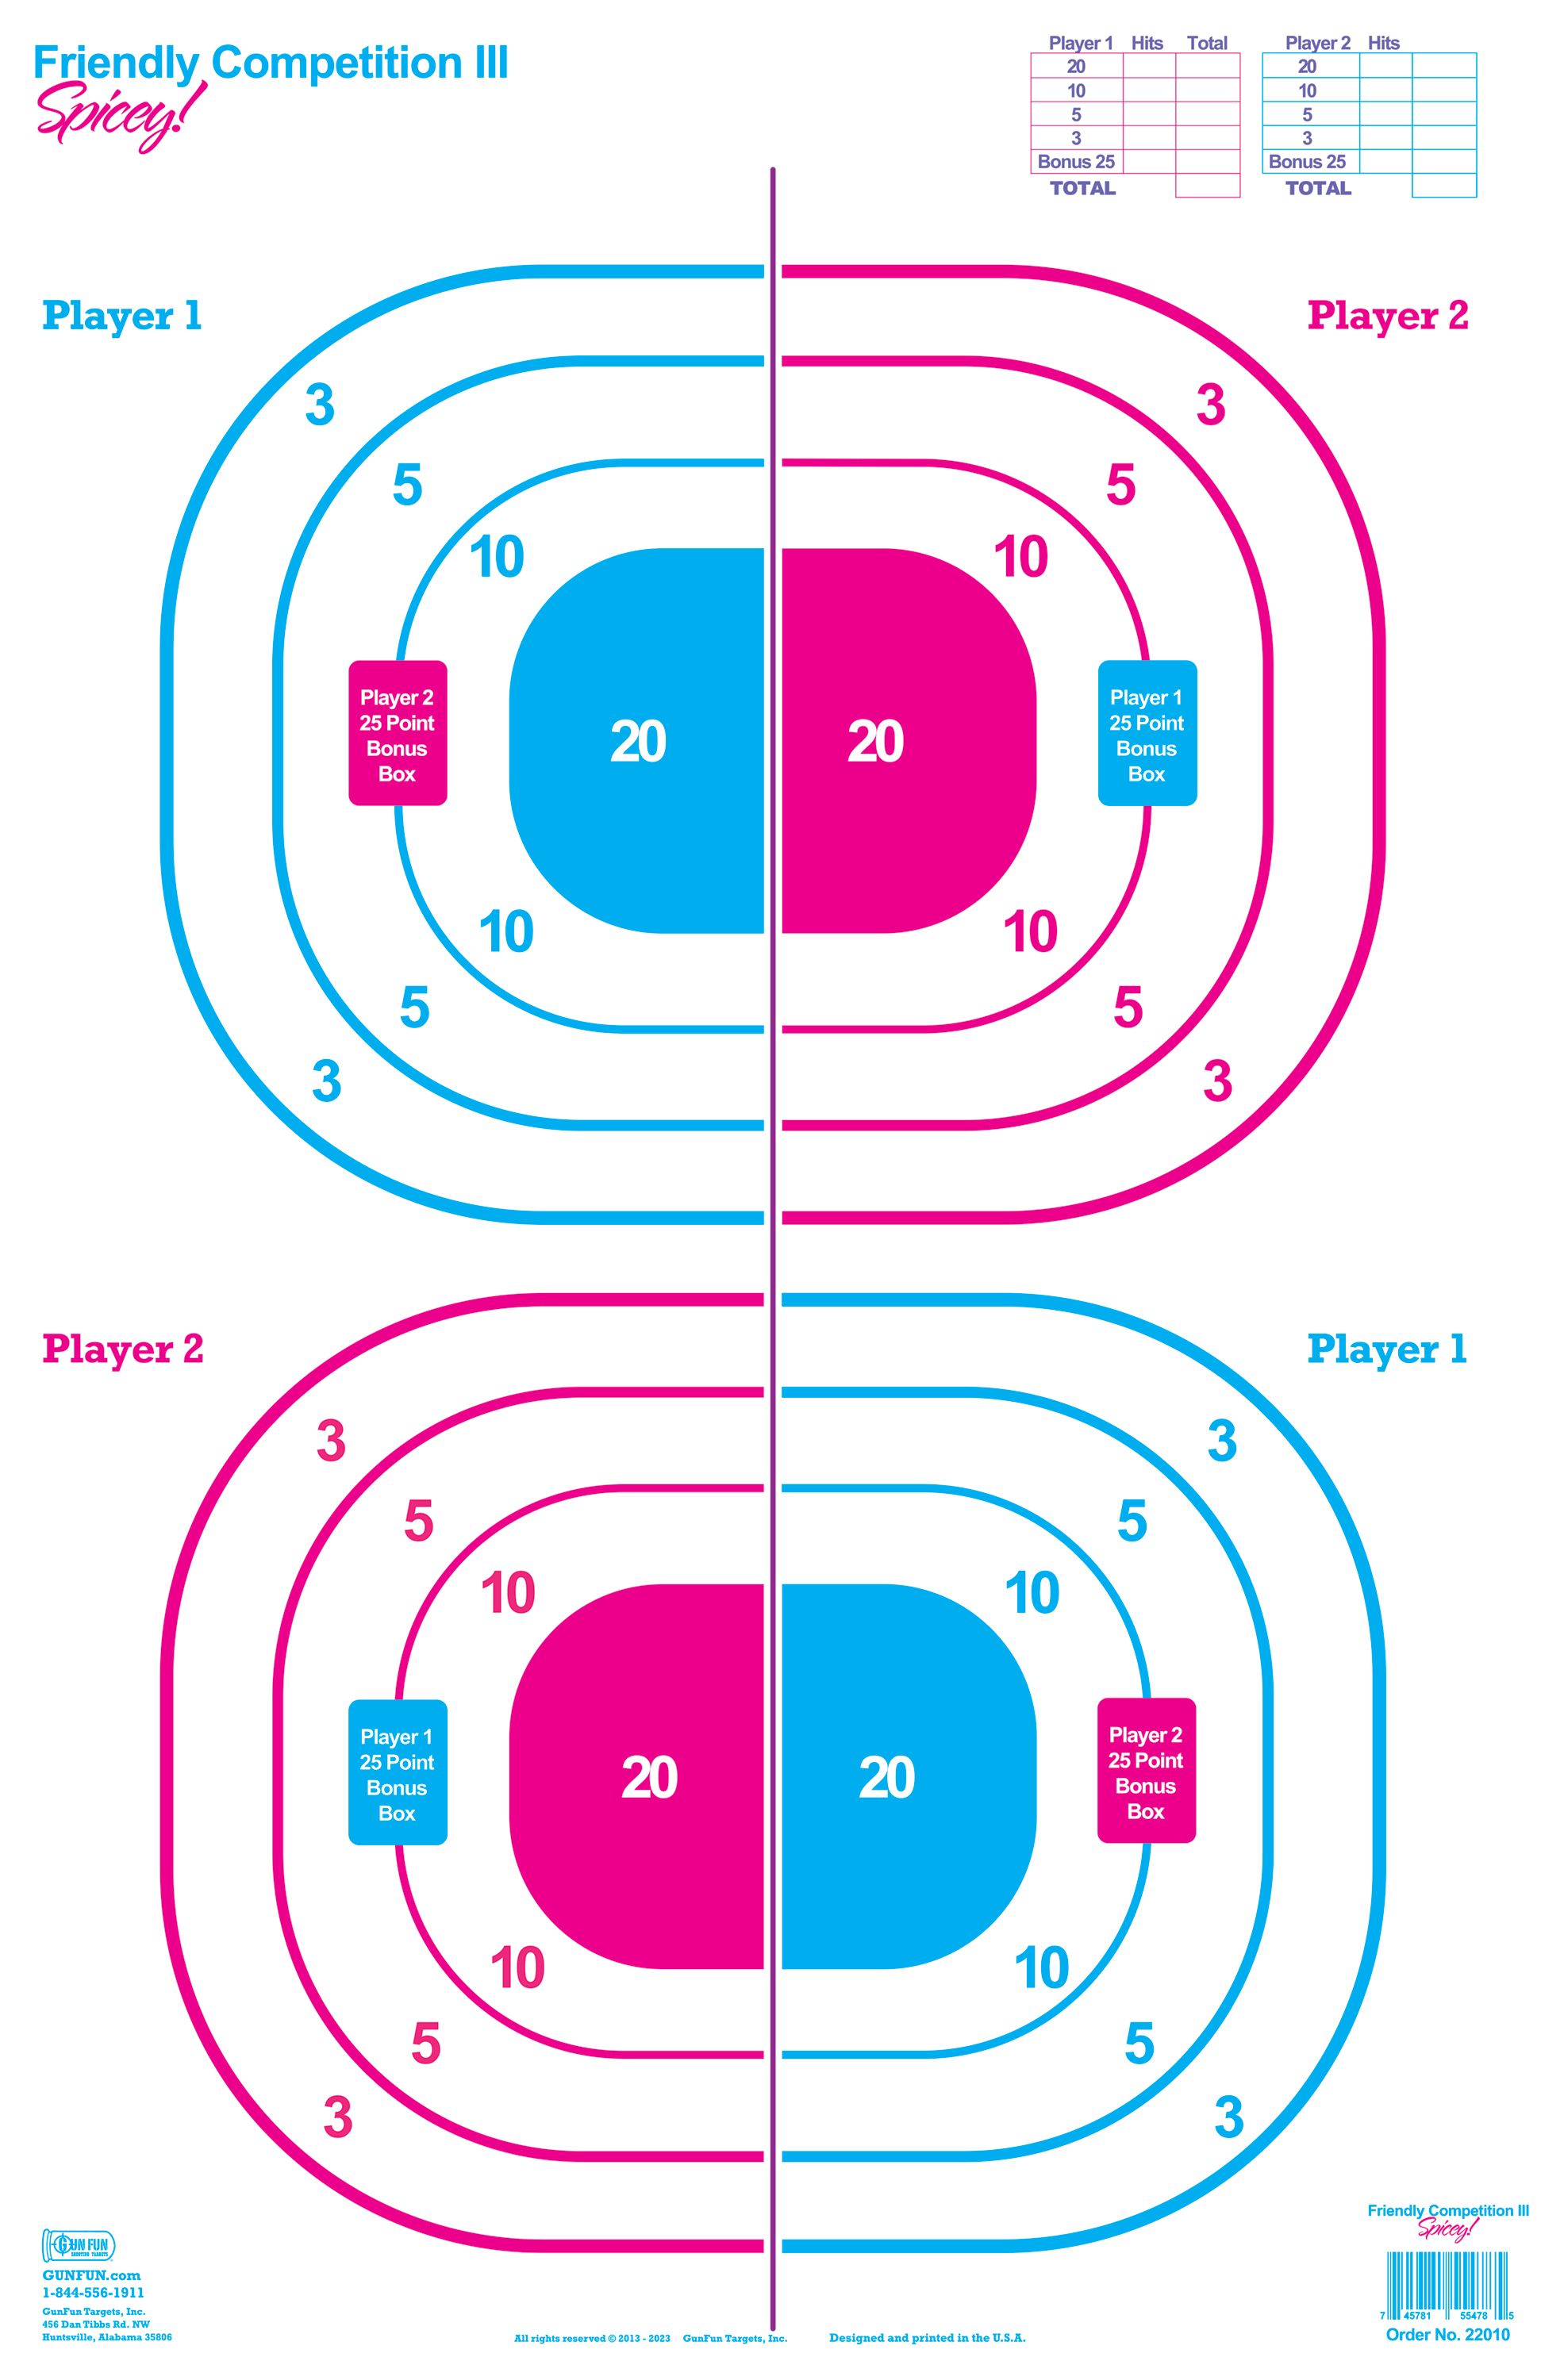 Friendly Competition III
Spicey!
Player 1 Hits Total
20
10
5
3
Bonus 25
TOTAL
Player 2 Hits
20
10
5
3
Bonus 25
TOTAL
Player 1
Player 2
3
3
5
5
10
10
Player 2
25 Point
Bonus
Box
20
20
Player 1
25 Point
Bonus
Box
10
10
5
5
3
3
Player 2
Player 1
3
3
5
5
10
10
Player 1
25 Point
Bonus
Box
20
20
Player 2
25 Point
Bonus
Box
10
10
5
5
3
3
GUN FUN
SHOOTING TARGETS
GUNFUN.com
1-844-556-1911
GunFun Targets, Inc.
456 Dan Tibbs Rd. NW
Huntsville, Alabama 35806
All rights reserved © 2013 - 2023 GunFun Targets, Inc. Designed and printed in the U.S.A.
Friendly Competition III
Spicey!
7 45781 55478 5
Order No. 22010